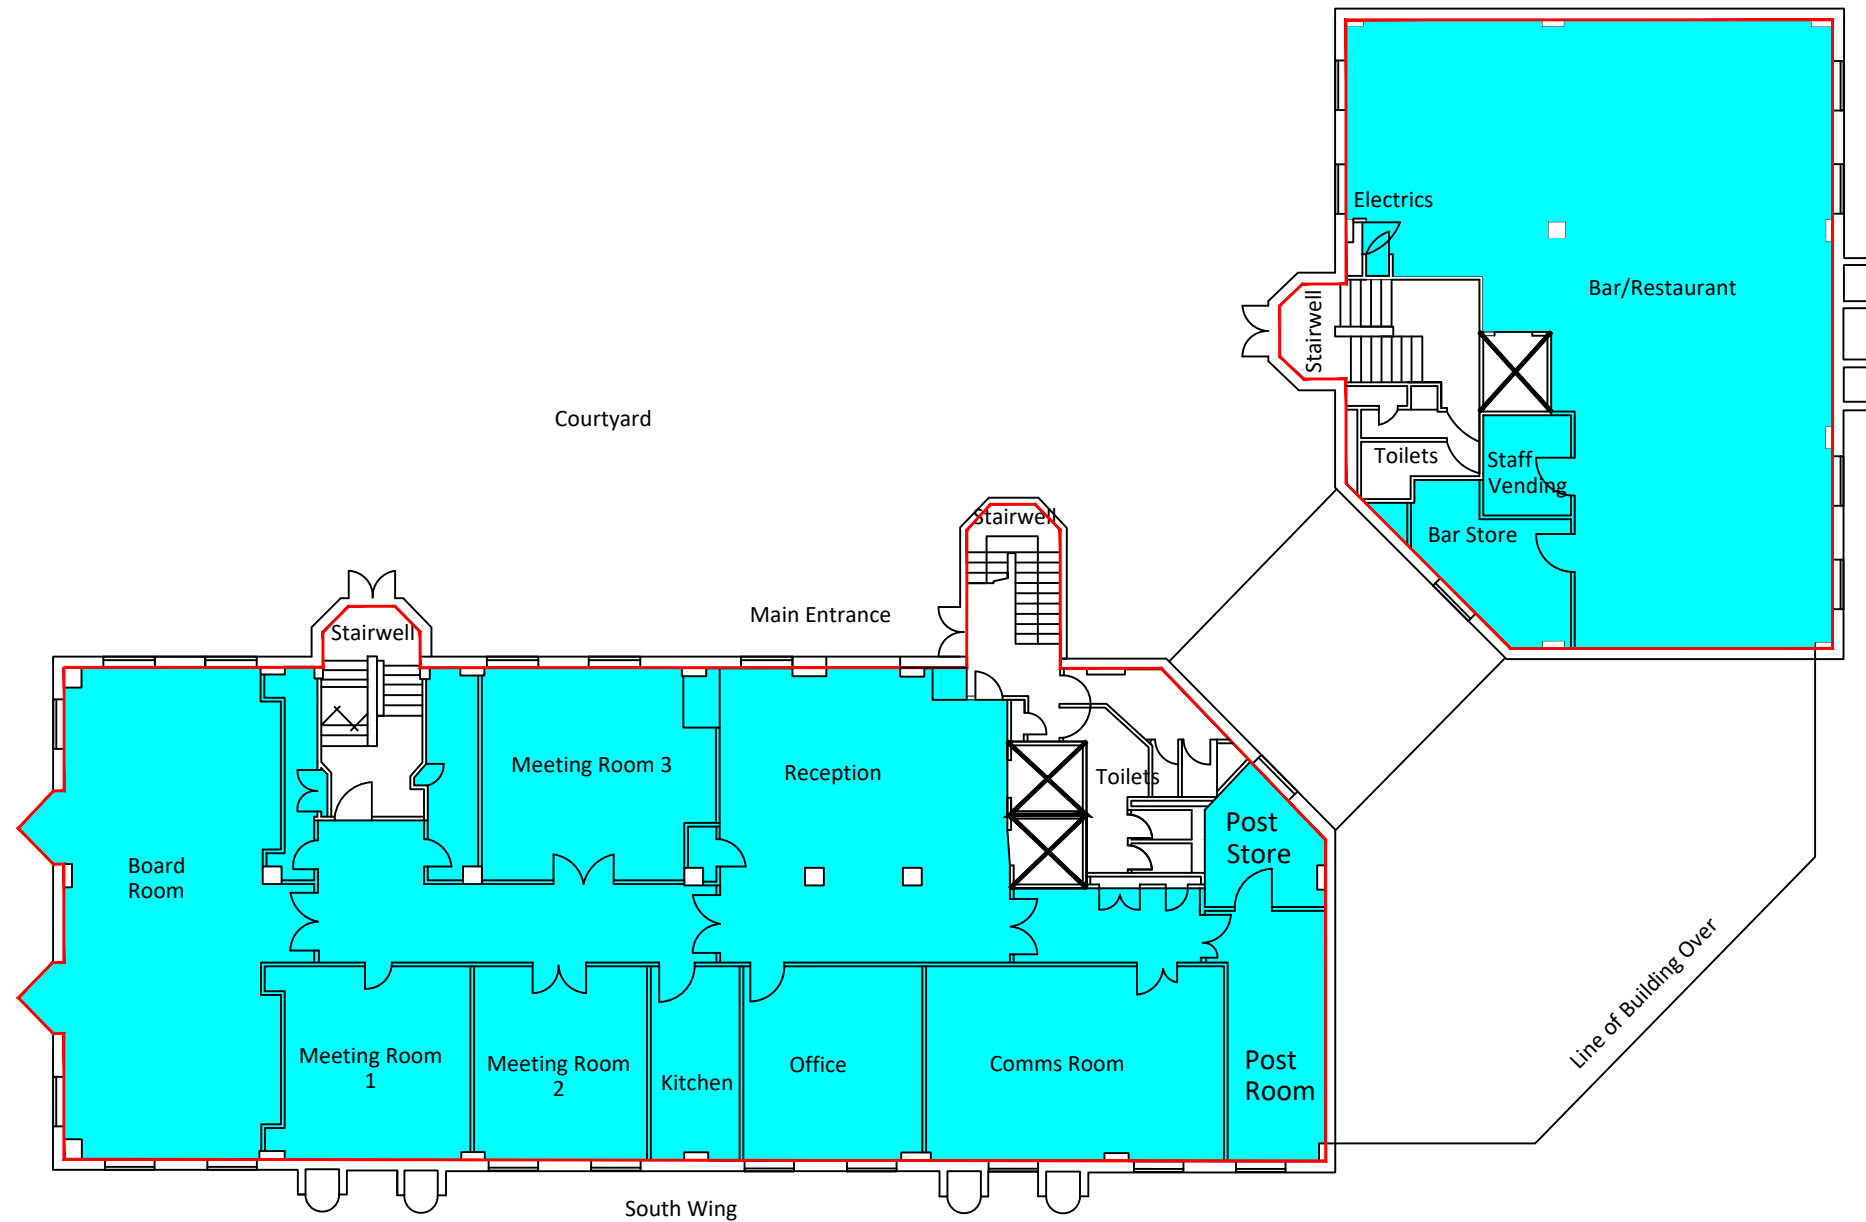 Electrics
Bar/Restaurant
Stairwell
Courtyard
Toilets
Staff
Vending
Stairwell
Bar Store
Main Entrance
Stairwell
Meeting Room 3
Reception
Toilets
Post
Store
Board
Room
Line of Building Over
Meeting Room
1
Meeting Room
2
Kitchen
Office
Comms Room
Post
Room
South Wing